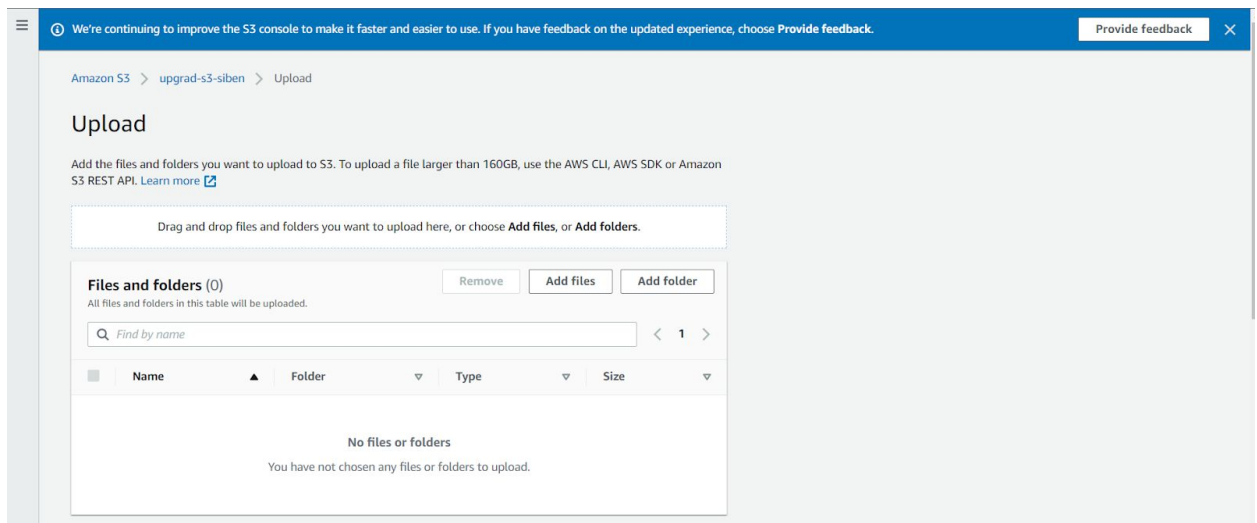 We're continuing to improve the S3 console to make it faster and easier to use. If you have feedback on the updated experience, choose Provide feedback.
Provide feedback
Amazon S3 > upgrad-s3-siben > Upload
Upload
Add the files and folders you want to upload to S3. To upload a file larger than 160GB, use the AWS CLI, AWS SDK or Amazon
S3 REST API. Learn more
Drag and drop files and folders you want to upload here, or choose Add files, or Add folders.
Files and folders (0)
Remove
Add files
Add folder
All files and folders in this table will be uploaded.
Find by name
1
Name Folder Type Size
No files or folders
You have not chosen any files or folders to upload.